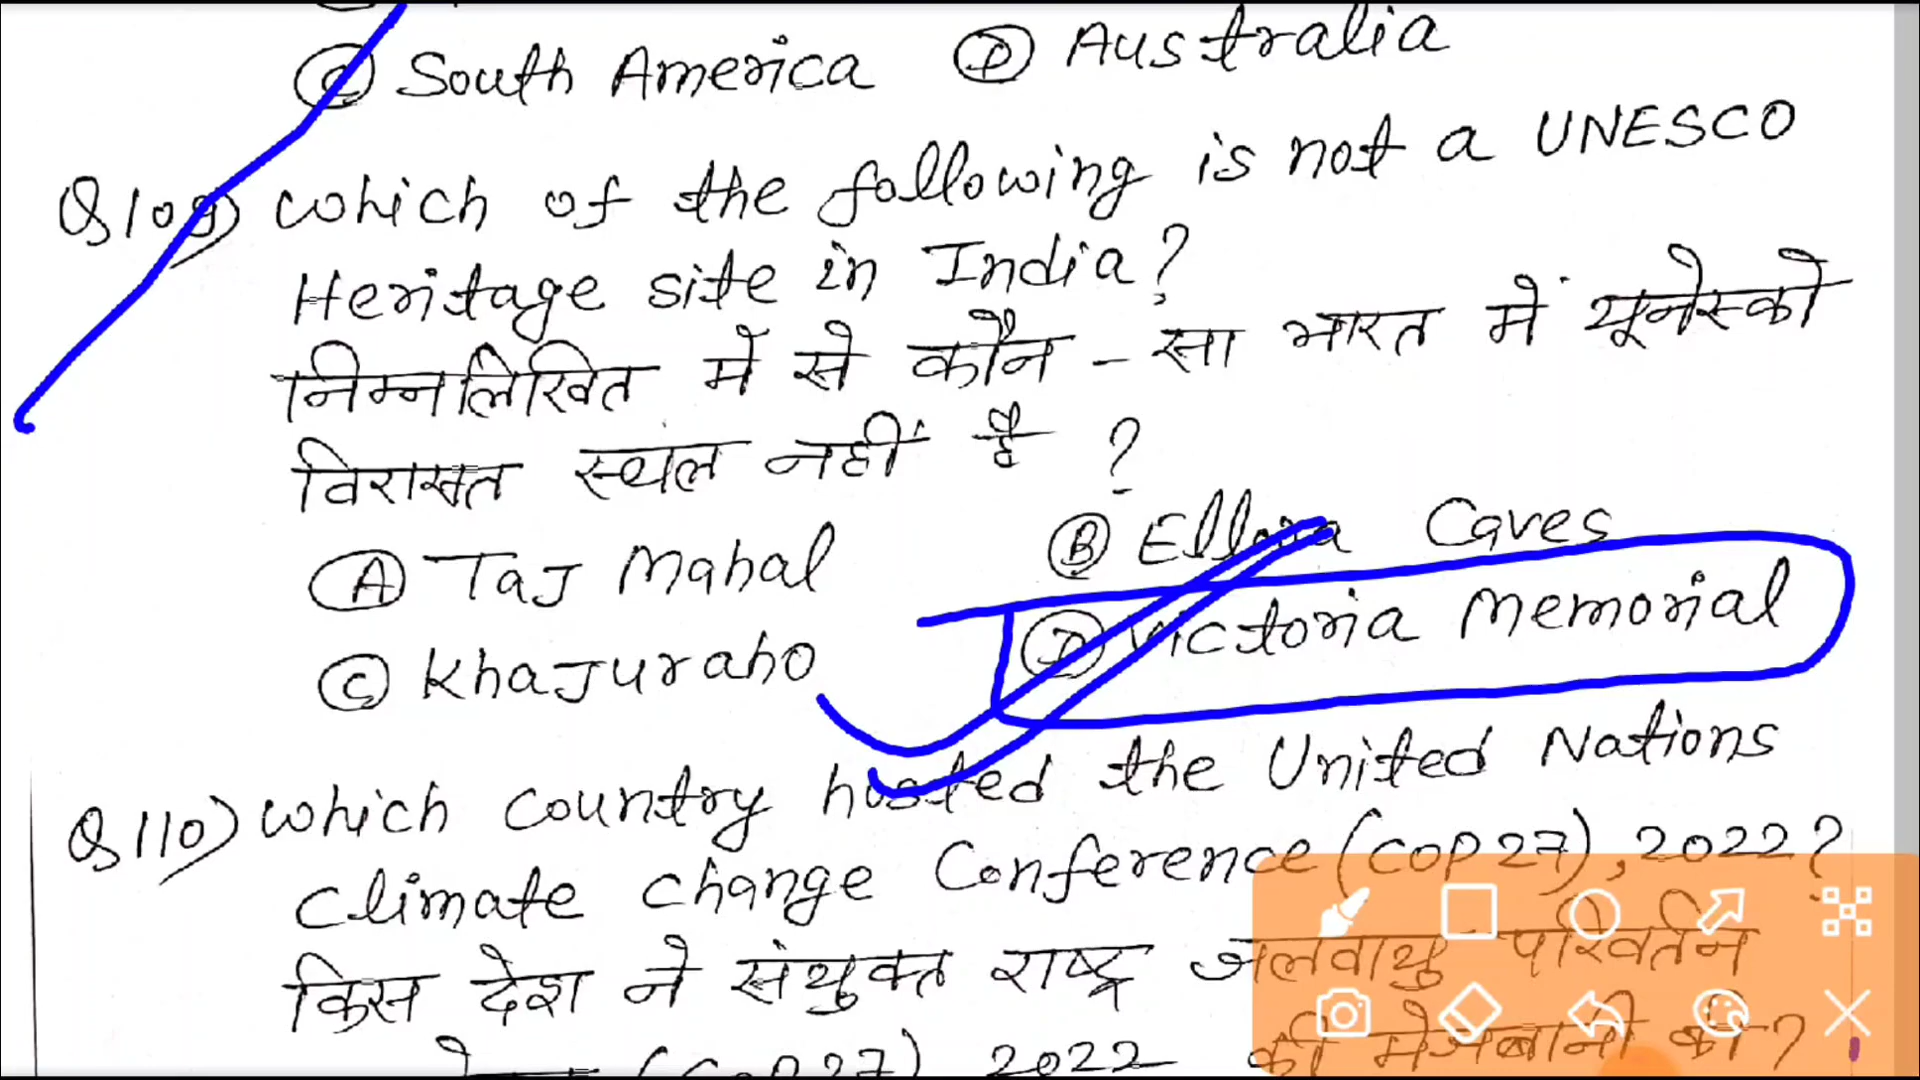 Ⓒ South America Ⓓ Australia
Q109) Which of the following is not a UNESCO
Heritage site in India?
निम्नलिखित में से कौन - सा भारत में यूनेस्को
विरासत स्थल नहीं है ?
Ⓐ Taj Mahal Ⓑ Ellora Caves
Ⓒ Khajuraho Ⓓ Victoria Memorial
Q110) Which country hosted the United Nations
Climate change Conference (COP27), 2022?
किस देश ने संयुक्त राष्ट्र जलवायु परिवर्तन
(COP27) 2022 की मेजबानी की?